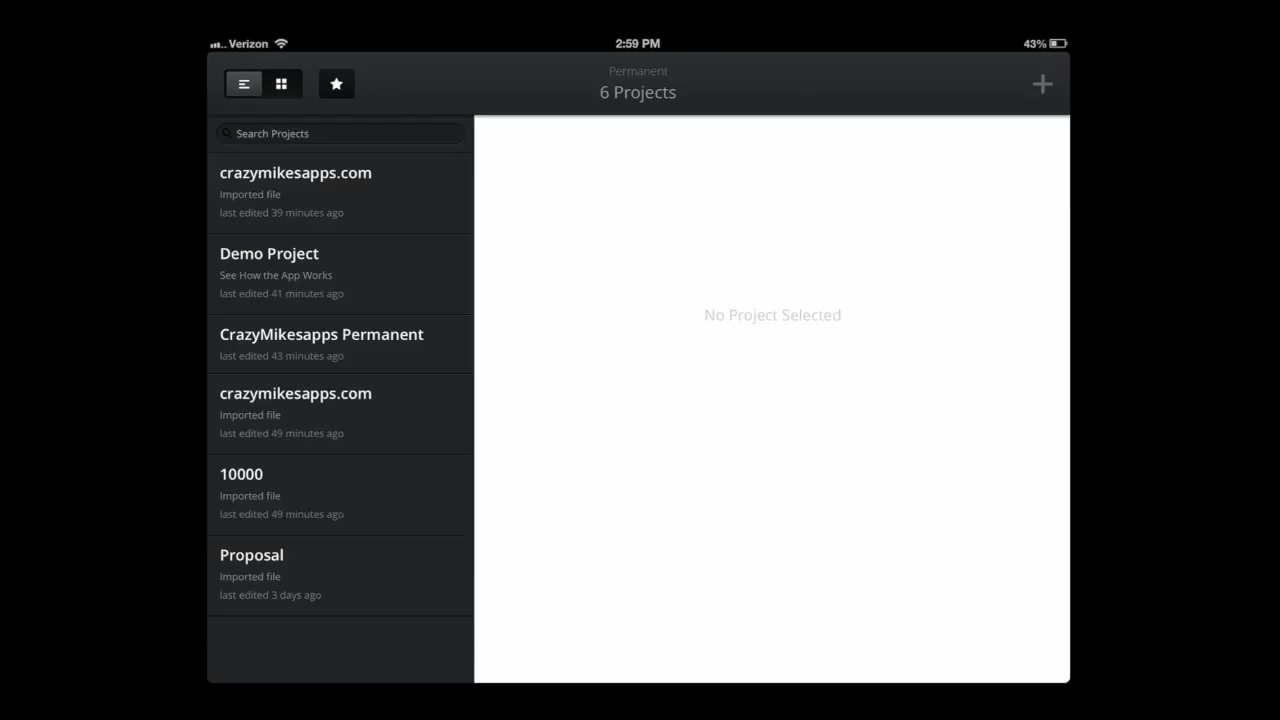 Verizon
2:59 PM
43%
Permanent
6 Projects
Search Projects
crazymikesapps.com
Imported file
last edited 39 minutes ago
Demo Project
See How the App Works
last edited 41 minutes ago
CrazyMikesapps Permanent
last edited 43 minutes ago
crazymikesapps.com
Imported file
last edited 49 minutes ago
10000
Imported file
last edited 49 minutes ago
Proposal
Imported file
last edited 3 days ago
No Project Selected